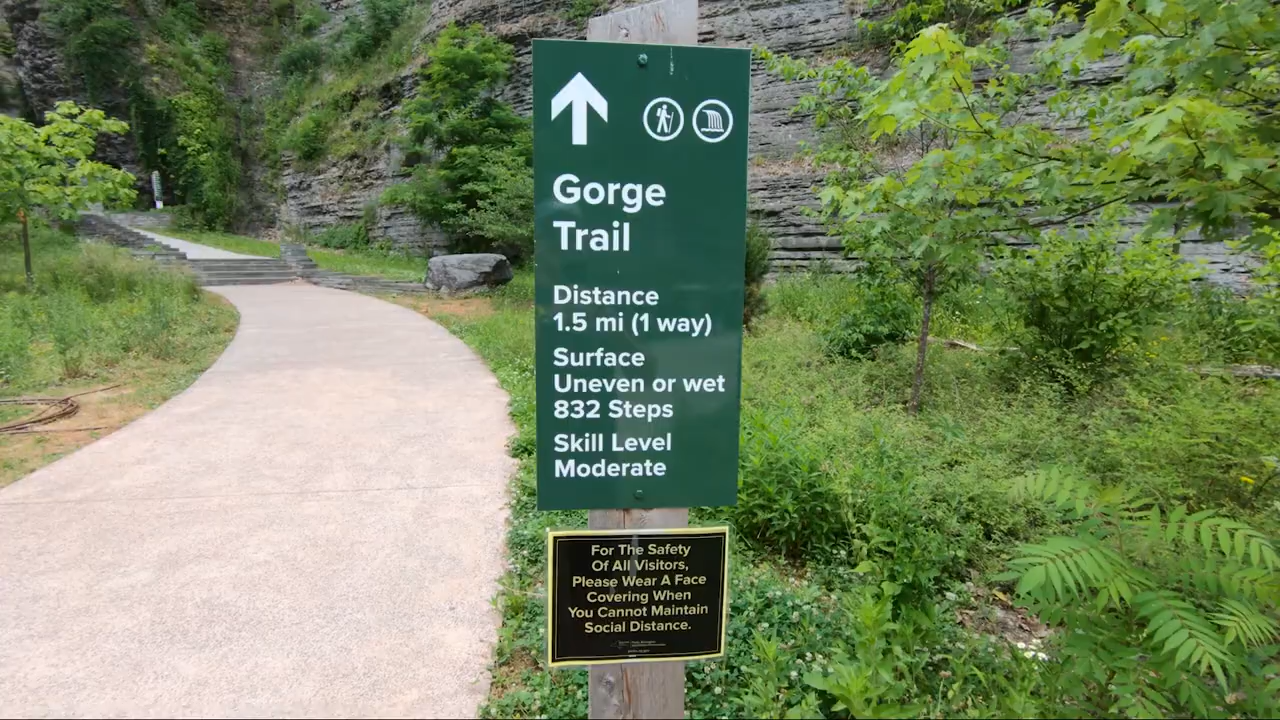 Gorge
Trail
Distance
1.5 mi (1 way)
Surface
Uneven or wet
832 Steps
Skill Level
Moderate
For The Safety
Of All Visitors,
Please Wear A Face
Covering When
You Cannot Maintain
Social Distance.